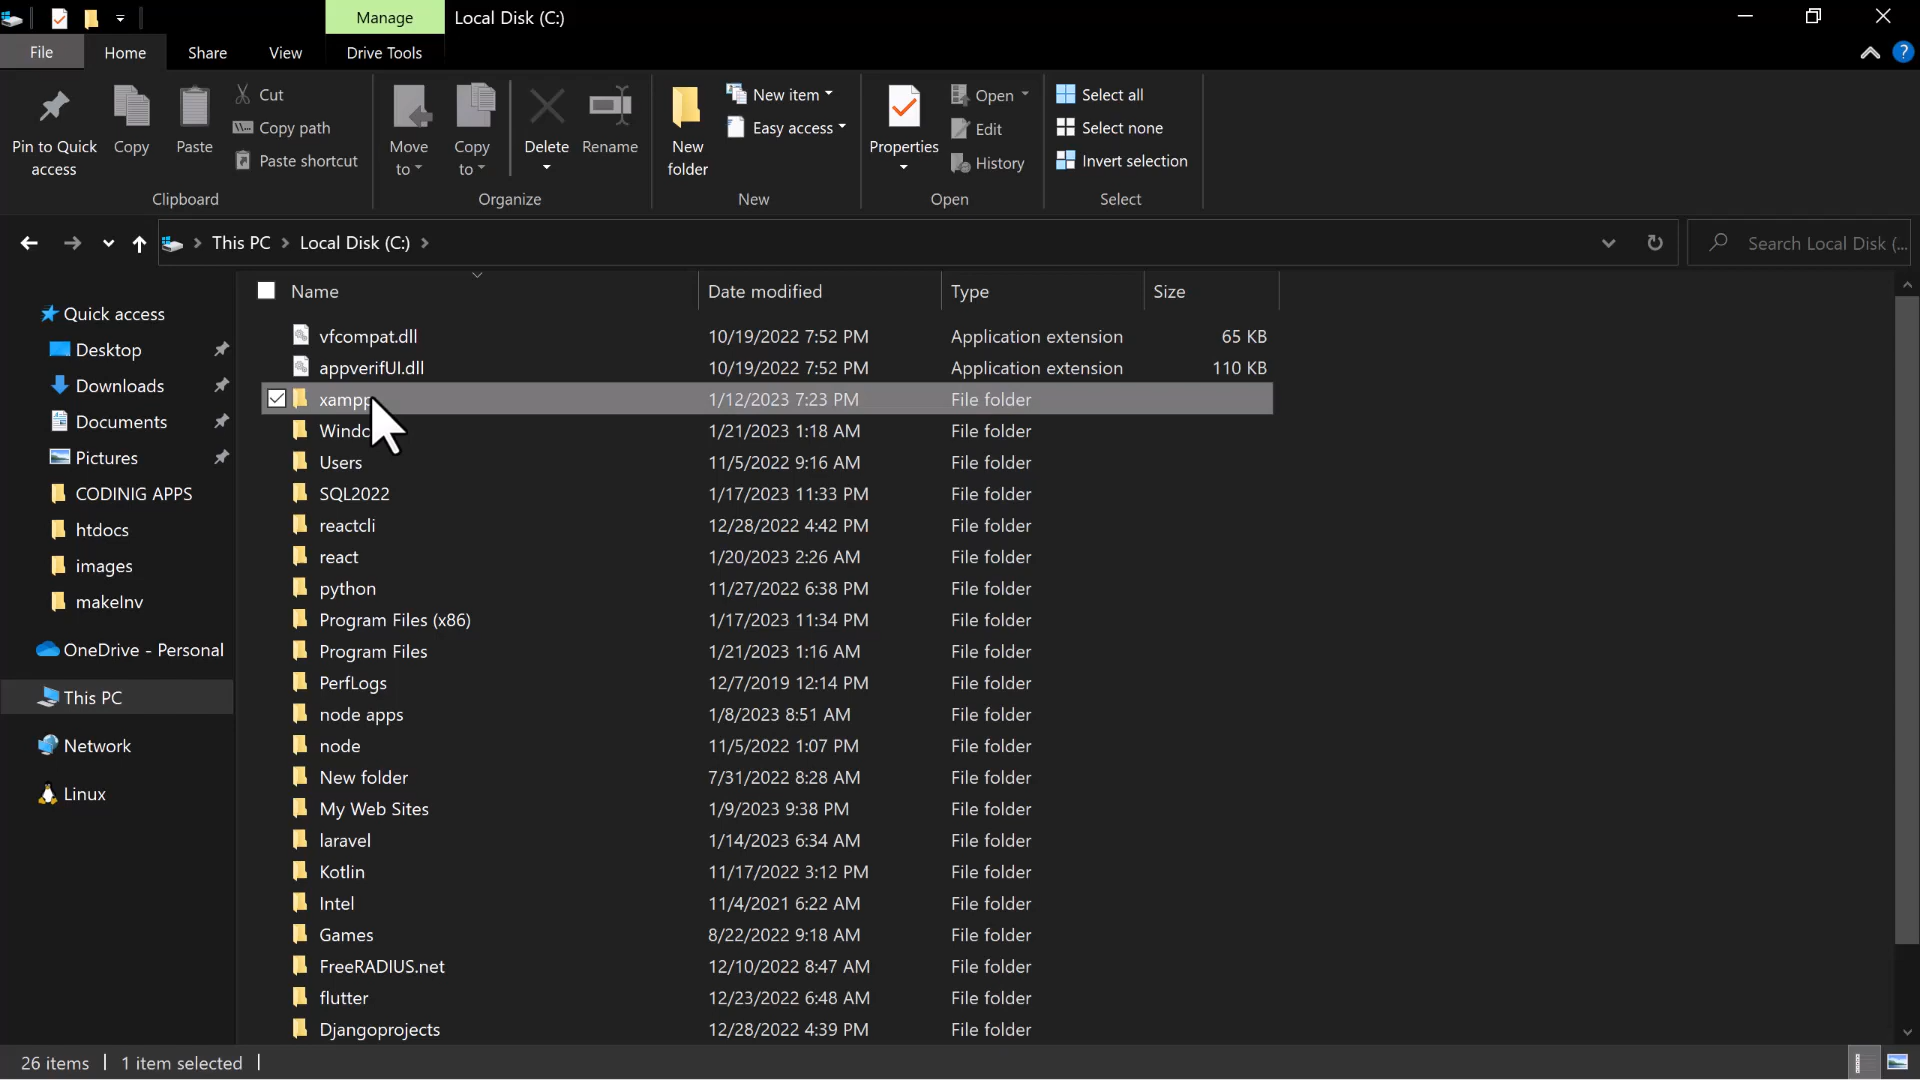 Manage Local Disk (C:)
File Home Share View Drive Tools
Pin to Quick access
Copy
Paste
Cut
Copy path
Paste shortcut
Clipboard
Move to
Copy to
Delete
Rename
Organize
New folder
New item
Easy access
New
Properties
Open
Edit
History
Open
Select all
Select none
Invert selection
Select
This PC Local Disk (C:)
Search Local Disk (...
Quick access
Desktop
Downloads
Documents
Pictures
CODINIG APPS
htdocs
images
makeInv
OneDrive - Personal
This PC
Network
Linux
Name Date modified Type Size
vfcompat.dll 10/19/2022 7:52 PM Application extension 65 KB
appverifUI.dll 10/19/2022 7:52 PM Application extension 110 KB
xampp 1/12/2023 7:23 PM File folder
1/21/2023 1:18 AM File folder
Users 11/5/2022 9:16 AM File folder
SQL2022 1/17/2023 11:33 PM File folder
reactcli 12/28/2022 4:42 PM File folder
react 1/20/2023 2:26 AM File folder
python 11/27/2022 6:38 PM File folder
Program Files (x86) 1/17/2023 11:34 PM File folder
Program Files 1/21/2023 1:16 AM File folder
PerfLogs 12/7/2019 12:14 PM File folder
node apps 1/8/2023 8:51 AM File folder
node 11/5/2022 1:07 PM File folder
New folder 7/31/2022 8:28 AM File folder
My Web Sites 1/9/2023 9:38 PM File folder
laravel 1/14/2023 6:34 AM File folder
Kotlin 11/17/2022 3:12 PM File folder
Intel 11/4/2021 6:22 AM File folder
Games 8/22/2022 9:18 AM File folder
FreeRADIUS.net 12/10/2022 8:47 AM File folder
flutter 12/23/2022 6:48 AM File folder
Djangoprojects 12/28/2022 4:39 PM File folder
26 items 1 item selected